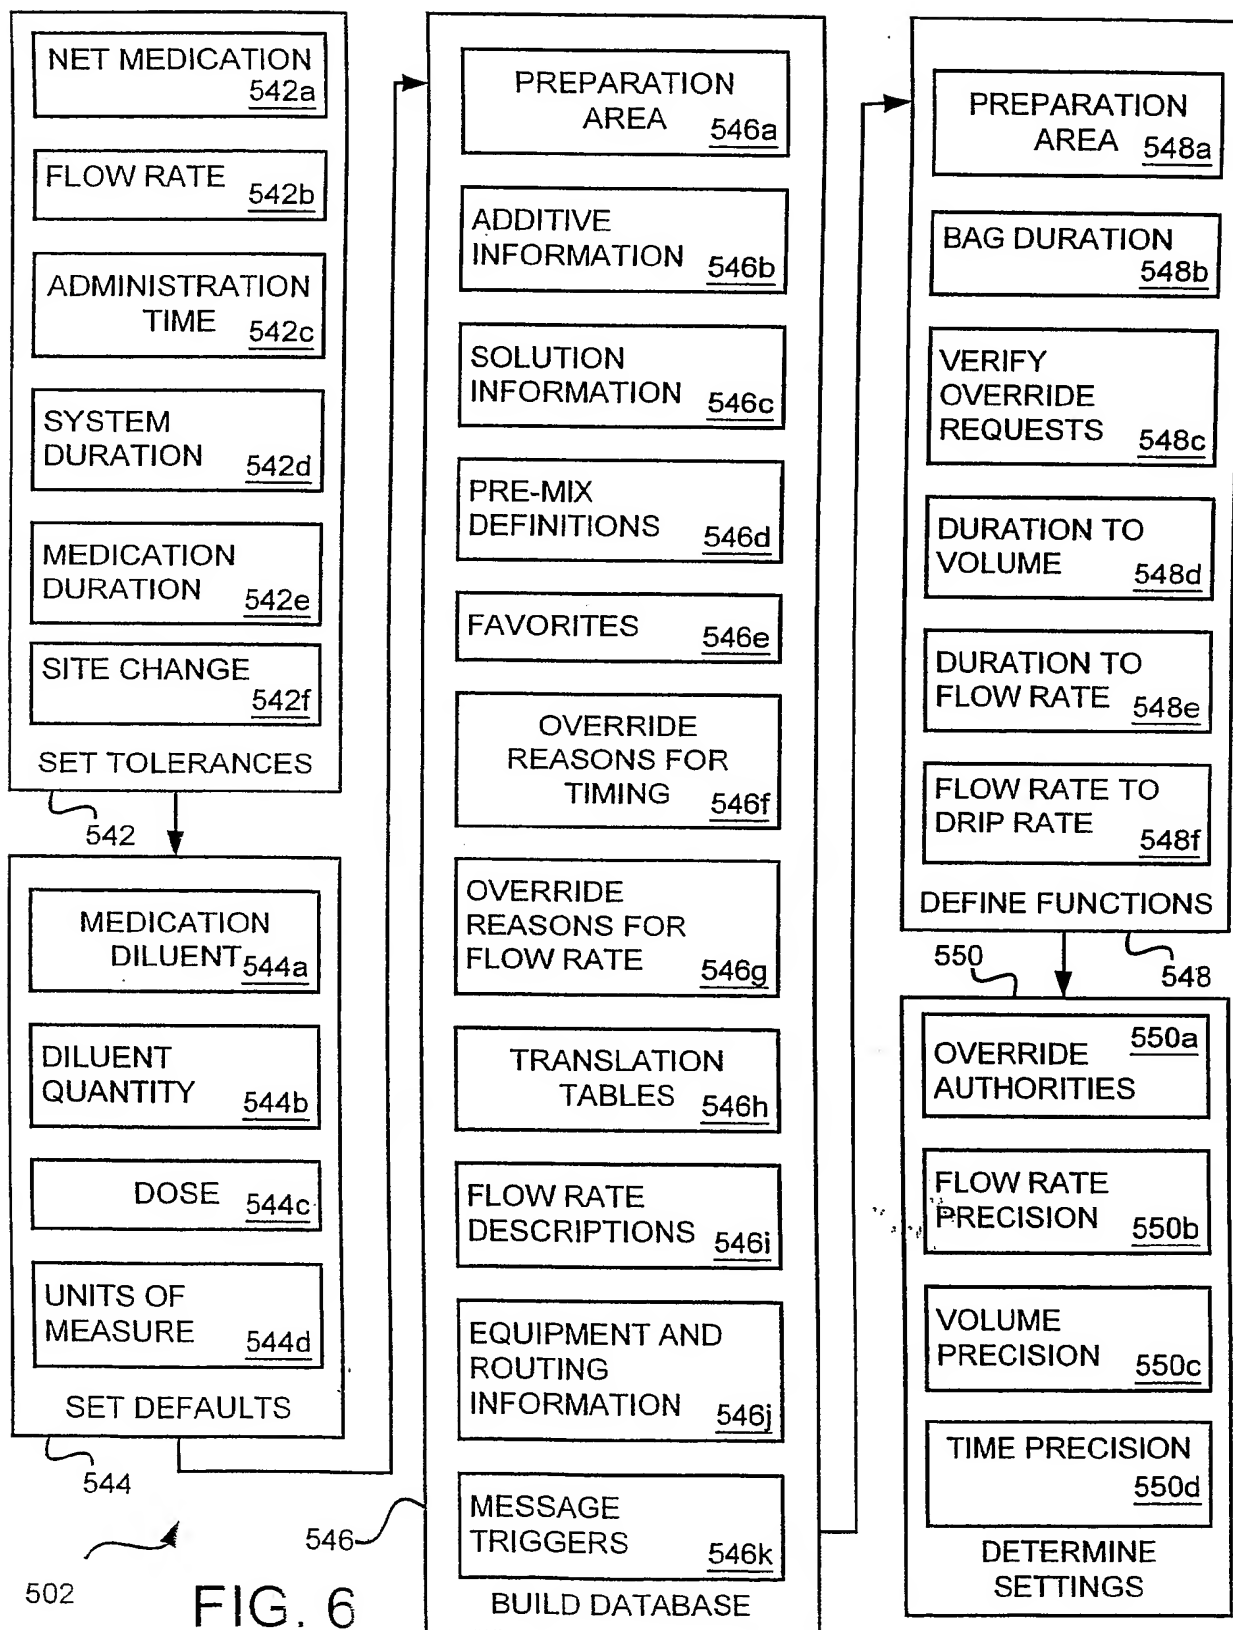 NET MEDICATION
542a
FLOW RATE
542b
ADMINISTRATION
TIME
542c
SYSTEM
DURATION
542d
MEDICATION
DURATION
542e
SITE CHANGE
542f
SET TOLERANCES
542
MEDICATION
DILUENT
544a
DILUENT
QUANTITY
544b
DOSE
544c
UNITS OF
MEASURE
544d
SET DEFAULTS
544
502
FIG. 6
PREPARATION
AREA
546a
ADDITIVE
INFORMATION
546b
SOLUTION
INFORMATION
546c
PRE-MIX
DEFINITIONS
546d
FAVORITES
546e
OVERRIDE
REASONS FOR
TIMING
546f
OVERRIDE
REASONS FOR
FLOW RATE
546g
TRANSLATION
TABLES
546h
FLOW RATE
DESCRIPTIONS
546i
EQUIPMENT AND
ROUTING
INFORMATION
546j
MESSAGE
TRIGGERS
546k
BUILD DATABASE
546
PREPARATION
AREA
548a
BAG DURATION
548b
VERIFY
OVERRIDE
REQUESTS
548c
DURATION TO
VOLUME
548d
DURATION TO
FLOW RATE
548e
FLOW RATE TO
DRIP RATE
548f
DEFINE FUNCTIONS
548
550
550a
OVERRIDE
AUTHORITIES
FLOW RATE
PRECISION
550b
VOLUME
PRECISION
550c
TIME PRECISION
550d
DETERMINE
SETTINGS